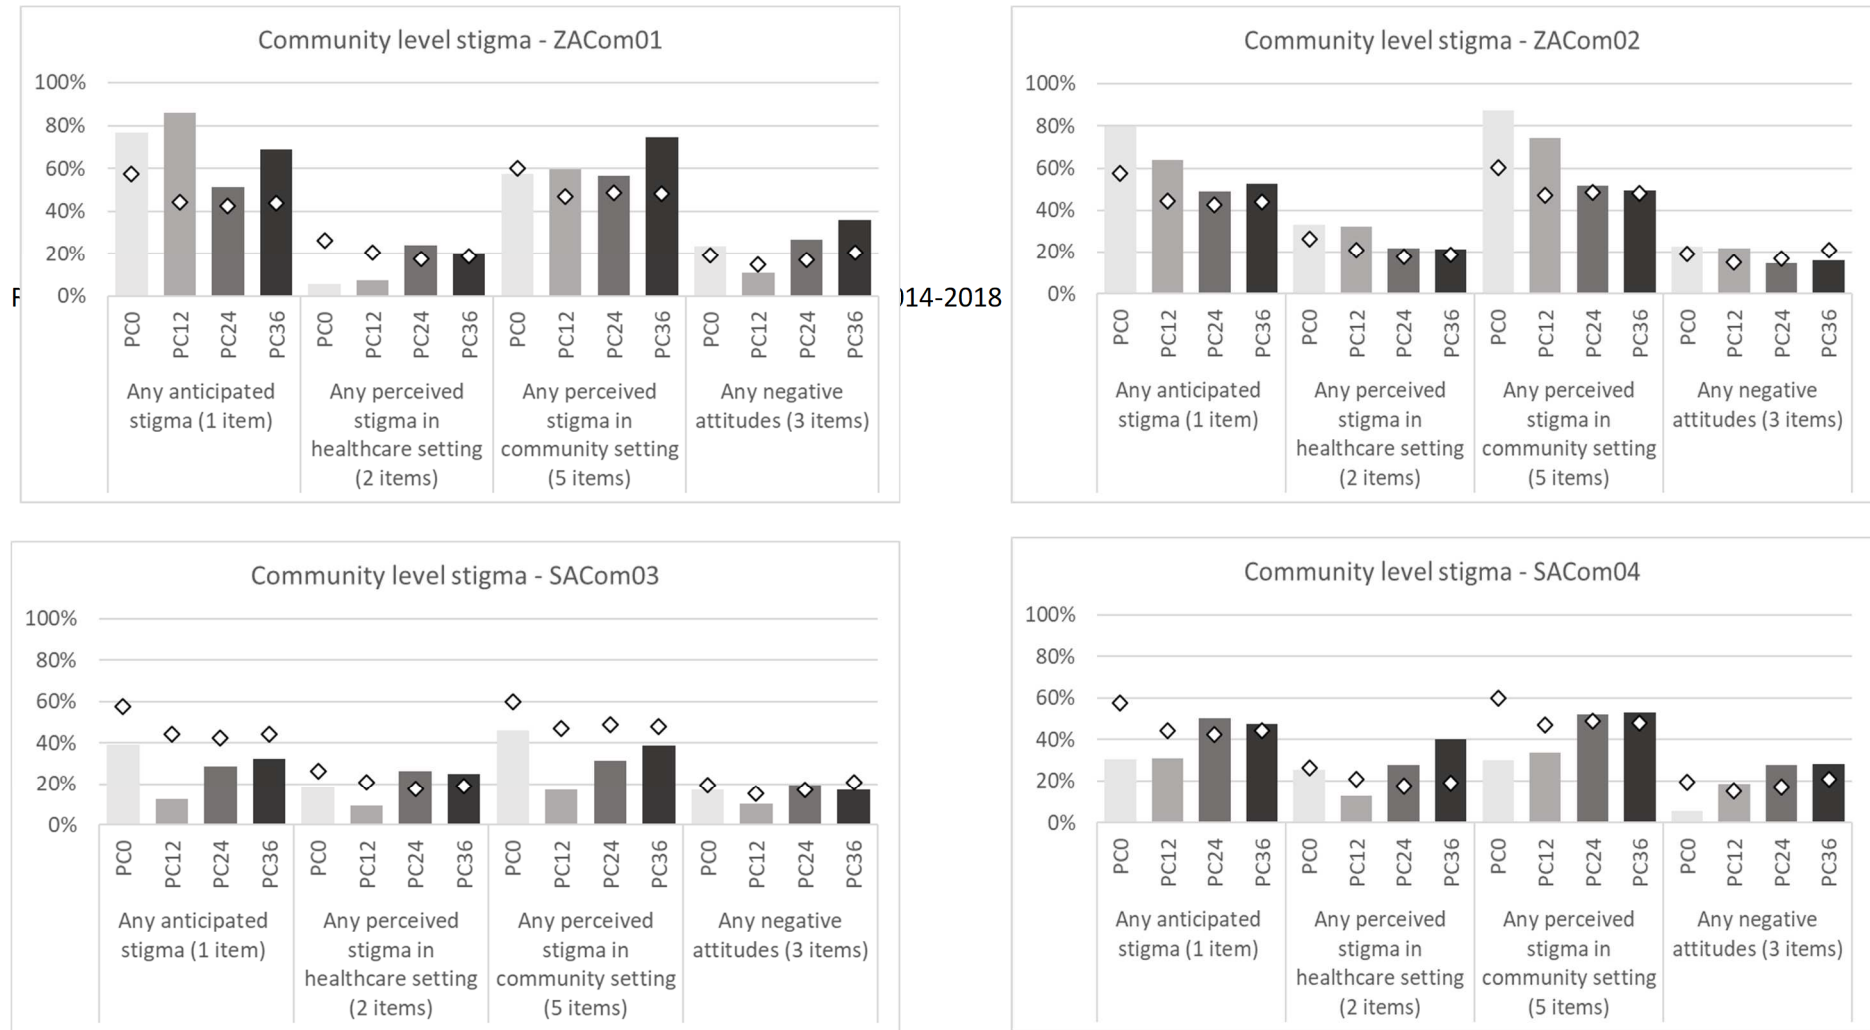 Community level stigma - ZACom01
100%
80%
60%
40%
20%
0%
PC0
PC12
PC24
PC36
PC0
PC12
PC24
PC36
PC0
PC12
PC24
PC36
PC0
PC12
PC24
PC36
Any anticipated
stigma (1 item)
Any perceived
stigma in
healthcare setting
(2 items)
Any perceived
stigma in
community setting
(5 items)
Any negative
attitudes (3 items)
14-2018
Community level stigma - ZACom02
100%
80%
60%
40%
20%
0%
PC0
PC12
PC24
PC36
PC0
PC12
PC24
PC36
PC0
PC12
PC24
PC36
PC0
PC12
PC24
PC36
Any anticipated
stigma (1 item)
Any perceived
stigma in
healthcare setting
(2 items)
Any perceived
stigma in
community setting
(5 items)
Any negative
attitudes (3 items)
Community level stigma - SACom03
100%
80%
60%
40%
20%
0%
PC0
PC12
PC24
PC36
PC0
PC12
PC24
PC36
PC0
PC12
PC24
PC36
PC0
PC12
PC24
PC36
Any anticipated
stigma (1 item)
Any perceived
stigma in
healthcare setting
(2 items)
Any perceived
stigma in
community setting
(5 items)
Any negative
attitudes (3 items)
Community level stigma - SACom04
100%
80%
60%
40%
20%
0%
PC0
PC12
PC24
PC36
PC0
PC12
PC24
PC36
PC0
PC12
PC24
PC36
PC0
PC12
PC24
PC36
Any anticipated
stigma (1 item)
Any perceived
stigma in
healthcare setting
(2 items)
Any perceived
stigma in
community setting
(5 items)
Any negative
attitudes (3 items)